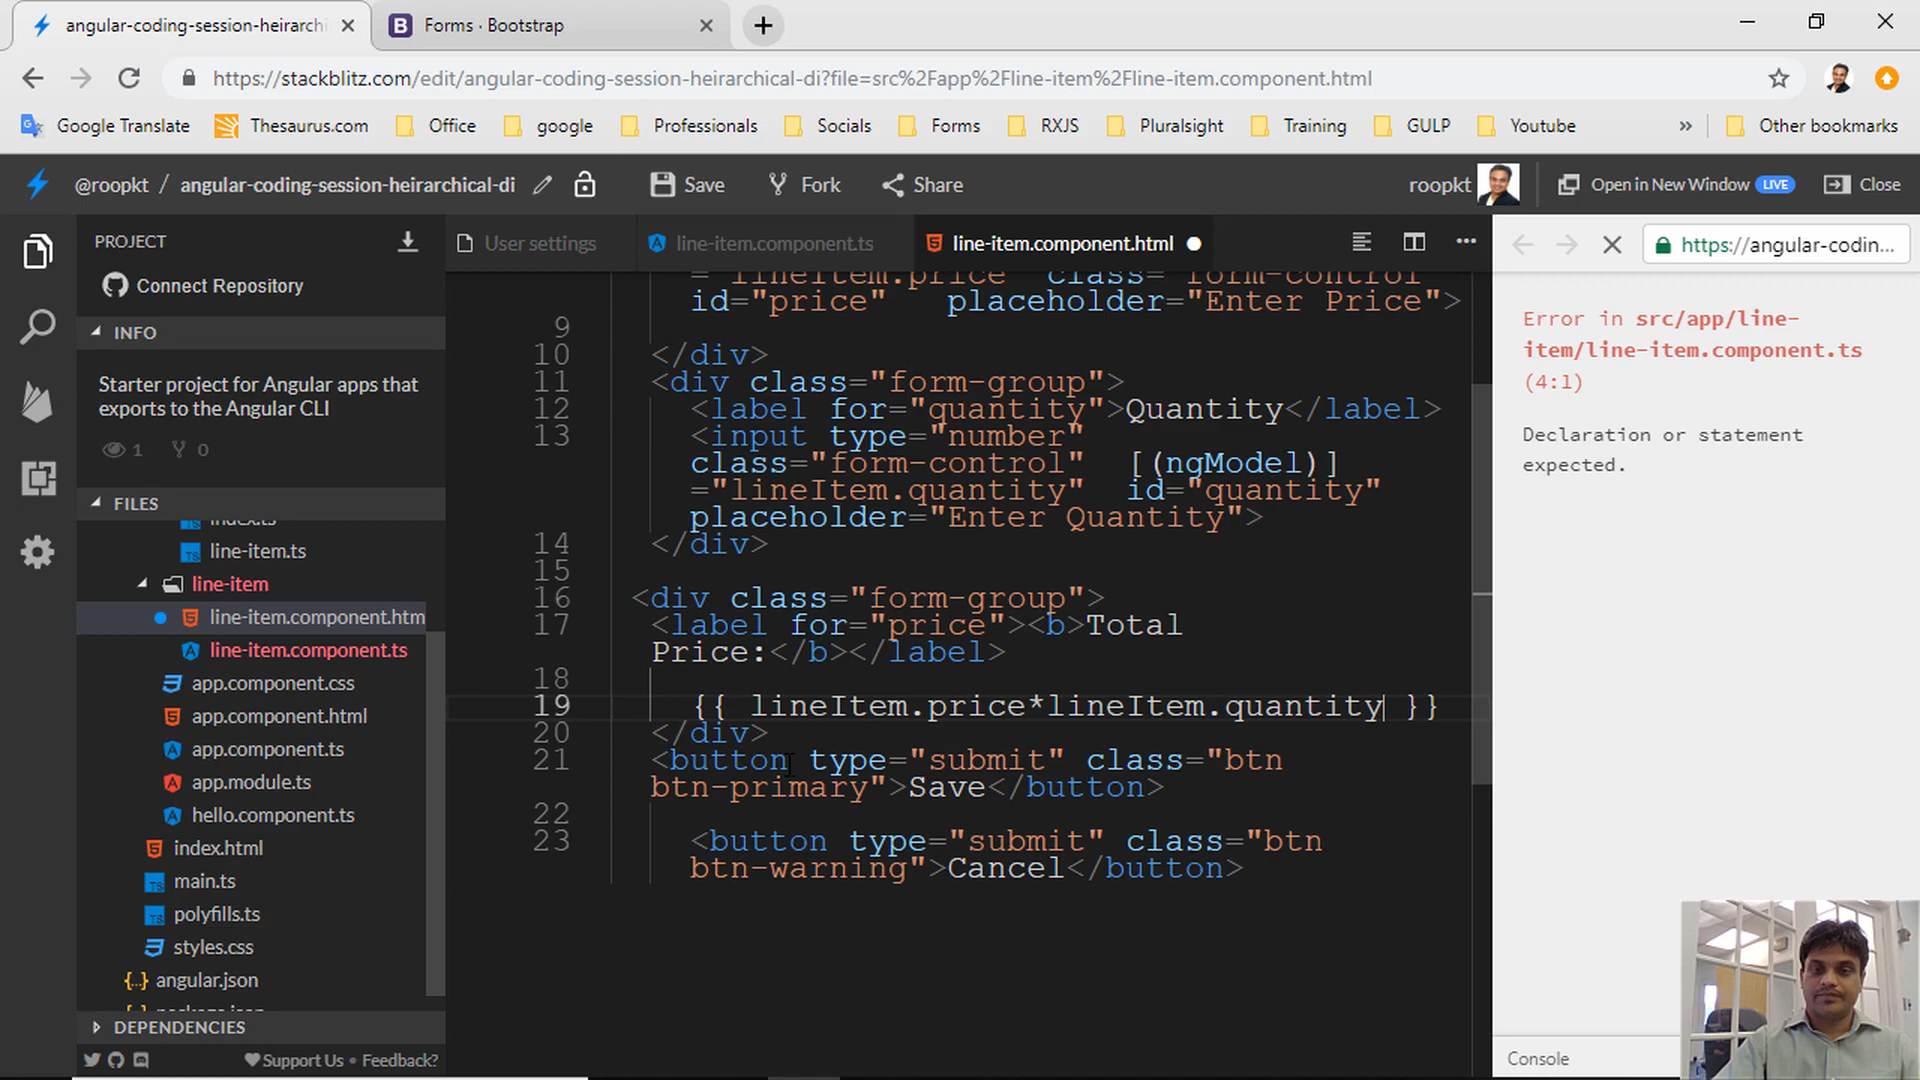 angular-coding-session-heirarchi
Forms · Bootstrap
https://stackblitz.com/edit/angular-coding-session-heirarchical-di?file=src%2Fapp%2Fline-item%2Fline-item.component.html
Google Translate
Thesaurus.com
Office
google
Professionals
Socials
Forms
RXJS
Pluralsight
Training
GULP
Youtube
»
Other bookmarks
@roopkt / angular-coding-session-heirarchical-di
Save
Fork
Share
roopkt
Open in New Window LIVE
Close
PROJECT
Connect Repository
INFO
Starter project for Angular apps that
exports to the Angular CLI
1
0
FILES
index.ts
line-item.ts
line-item
line-item.component.htm
line-item.component.ts
app.component.css
app.component.html
app.component.ts
app.module.ts
hello.component.ts
index.html
main.ts
polyfills.ts
styles.css
angular.json
DEPENDENCIES
Support Us • Feedback?
User settings
line-item.component.ts
line-item.component.html
="lineItem.price" class="form-control"
id="price" placeholder="Enter Price">
9
10 </div>
11 <div class="form-group">
12 <label for="quantity">Quantity</label>
13 <input type="number"
class="form-control" [(ngModel)]
="lineItem.quantity" id="quantity"
placeholder="Enter Quantity">
14 </div>
15
16 <div class="form-group">
17 <label for="price"><b>Total
Price:</b></label>
18
19 {{ lineItem.price*lineItem.quantity }}
20 </div>
21 <button type="submit" class="btn
btn-primary">Save</button>
22
23 <button type="submit" class="btn
btn-warning">Cancel</button>
https://angular-codin...
Error in src/app/line-
item/line-item.component.ts
(4:1)
Declaration or statement
expected.
Console